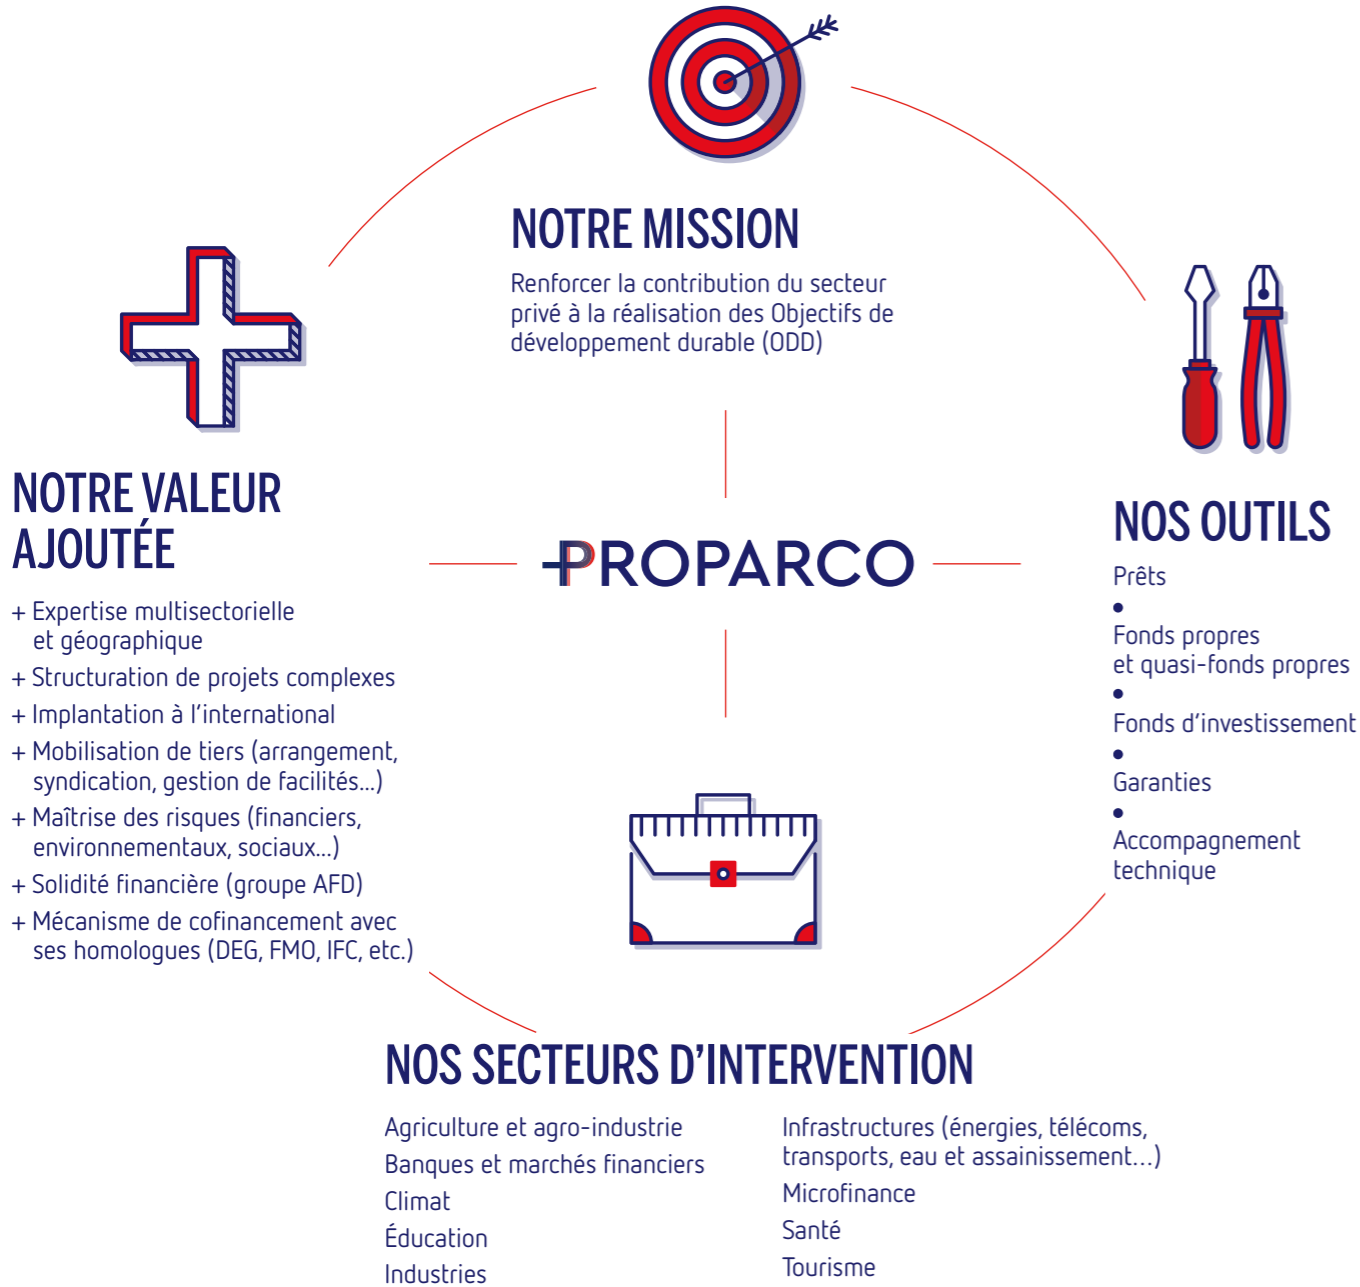 NOTRE MISSION
Renforcer la contribution du secteur
privé à la réalisation des Objectifs de
développement durable (ODD)
NOTRE VALEUR
AJOUTÉE
+ Expertise multisectorielle
et géographique
+ Structuration de projets complexes
+ Implantation à l'international
+ Mobilisation de tiers (arrangement,
syndication, gestion de facilités...)
+ Maîtrise des risques (financiers,
environnementaux, sociaux...)
+ Solidité financière (groupe AFD)
+ Mécanisme de cofinancement avec
ses homologues (DEG, FMO, IFC, etc.)
PROPARCO
NOS OUTILS
Prêts
•
Fonds propres
et quasi-fonds propres
•
Fonds d'investissement
•
Garanties
•
Accompagnement
technique
NOS SECTEURS D'INTERVENTION
Agriculture et agro-industrie
Banques et marchés financiers
Climat
Éducation
Industries
Infrastructures (énergies, télécoms,
transports, eau et assainissement...)
Microfinance
Santé
Tourisme